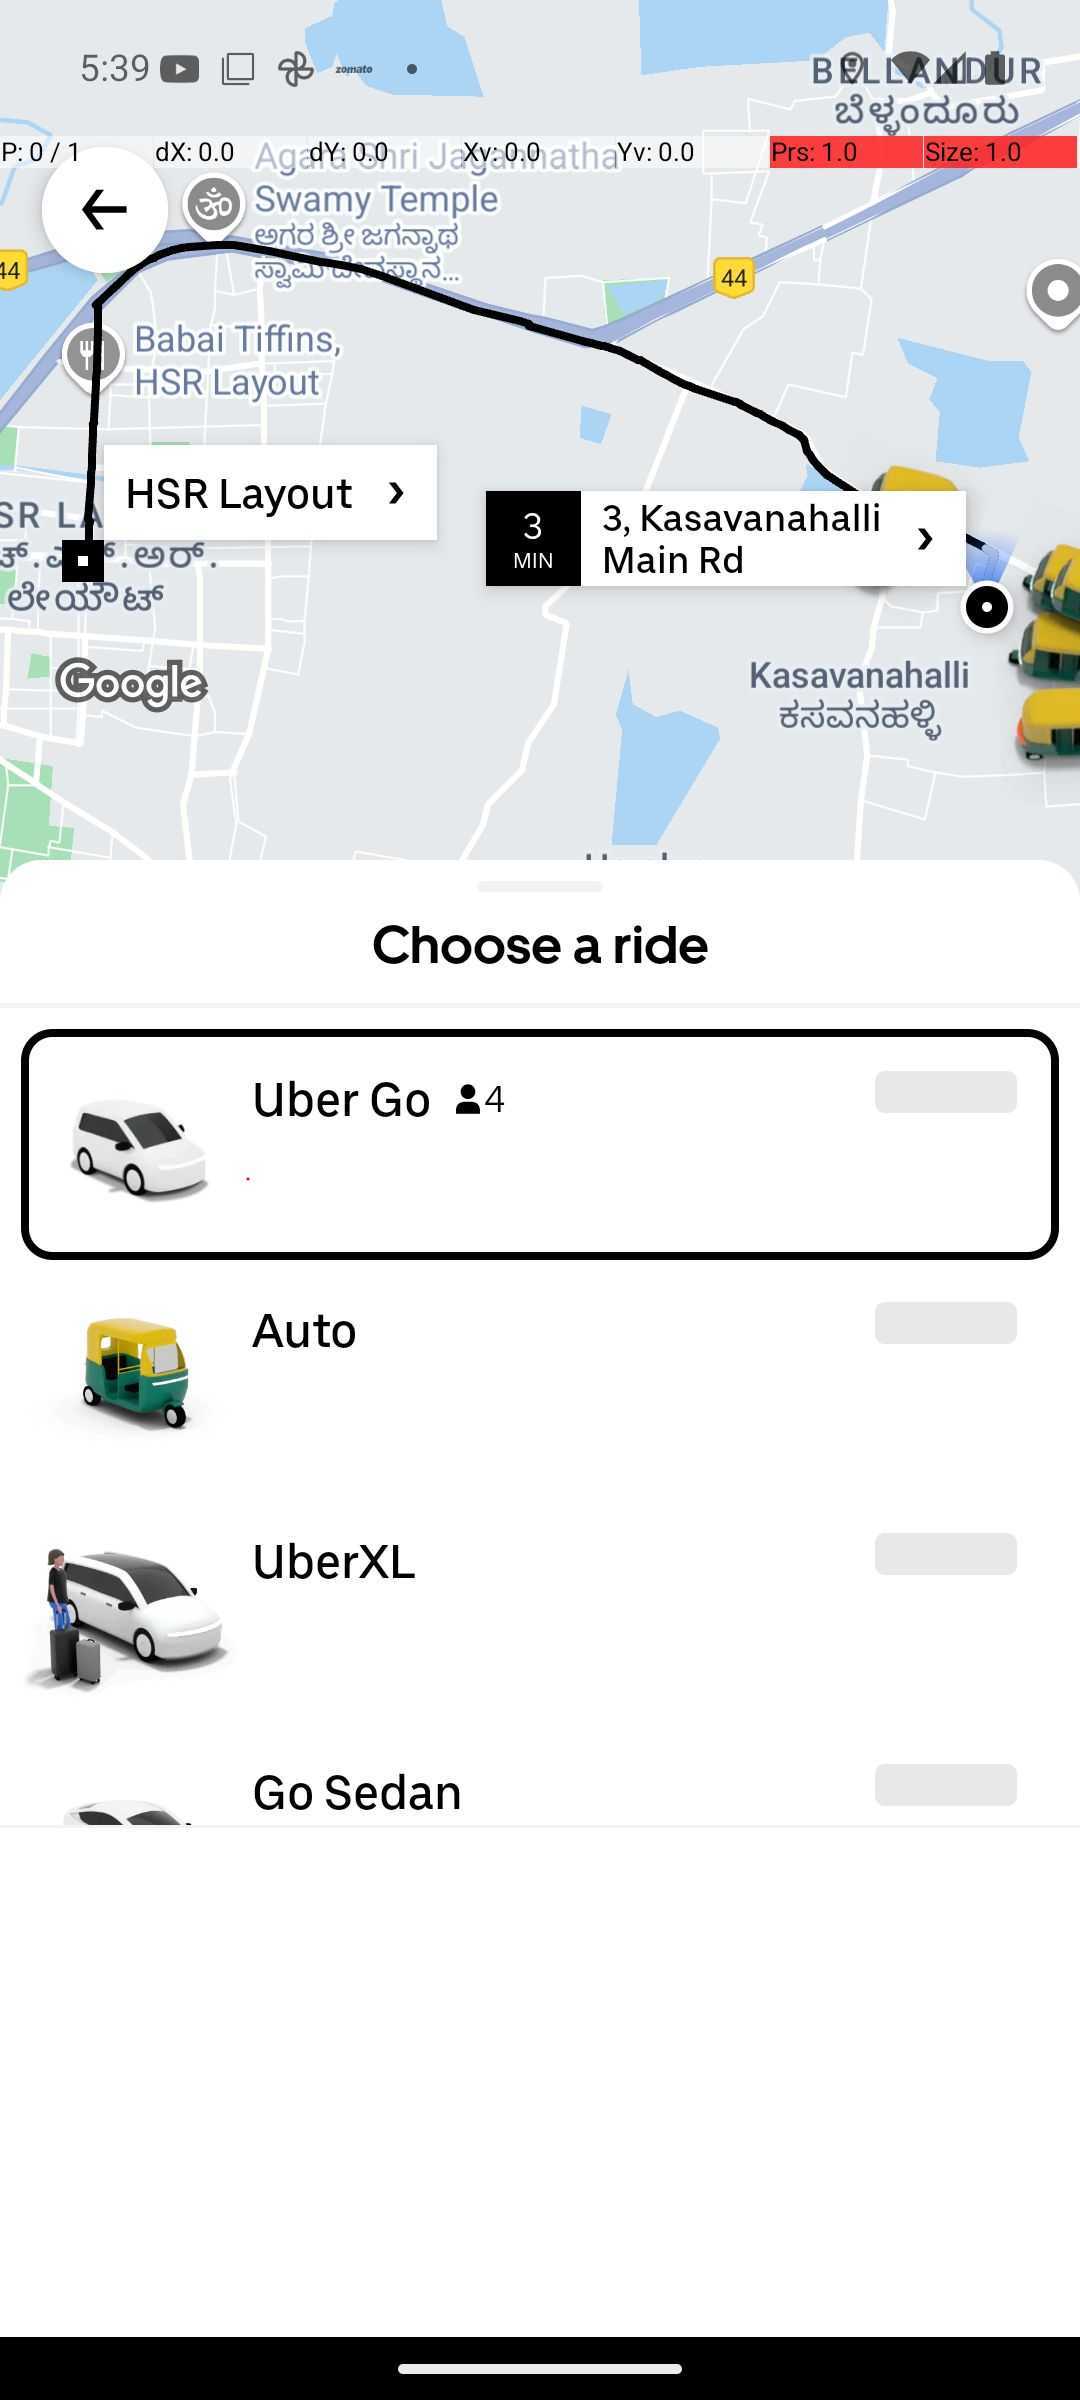 5:39
zomato
BELLANDUR
ಬೆಳ್ಳಂದೂರು
P: 0 / 1 dX: 0.0 dY: 0.0 Xv: 0.0 Yv: 0.0 Prs: 1.0 Size: 1.0
Agara Shri Jagannatha
Swamy Temple
ಅಗರ ಶ್ರೀ ಜಗನ್ನಾಥ
ಸ್ವಾಮಿ ದೇವಸ್ಥಾನ...
44
44
Babai Tiffins,
HSR Layout
HSR Layout
3
MIN
3, Kasavanahalli
Main Rd
SR LA
ಲೇಯೌಟ್
Google
Kasavanahalli
ಕಸವನಹಳ್ಳಿ
Choose a ride
Uber Go 4
Auto
UberXL
Go Sedan